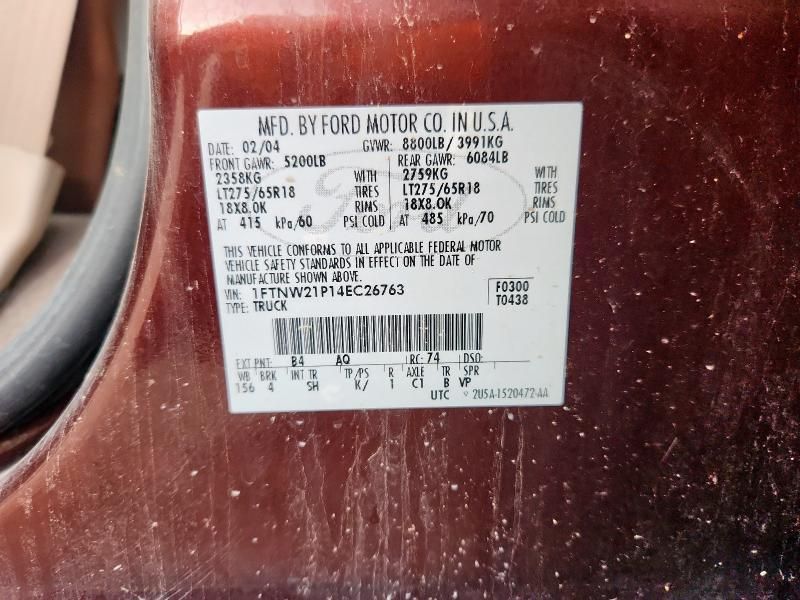 MFD. BY FORD MOTOR CO. IN U.S.A.
DATE: 02/04 GVWR: 8800LB/ 3991KG
FRONT GAWR: 5200LB REAR GAWR: 6084LB
2358KG WITH 2759KG WITH
LT275/65R18 TIRES LT275/65R18 TIRES
18X8.0K RIMS 18X8.0K RIMS
AT 415 kPa/60 PSI COLD AT 485 kPa/70 PSI COLD
Ford
THIS VEHICLE CONFORMS TO ALL APPLICABLE FEDERAL MOTOR
VEHICLE SAFETY STANDARDS IN EFFECT ON THE DATE OF
MANUFACTURE SHOWN ABOVE.
VIN: 1FTNW21P14EC26763 F0300
TYPE: TRUCK T0438
EXT PNT: B4 AQ RC: 74 DSO:
WB BRK INT TR TP/PS R AXLE TR SPR
156 4 SH K/ 1 C1 B VP
UTC 2U5A-1520472-AA